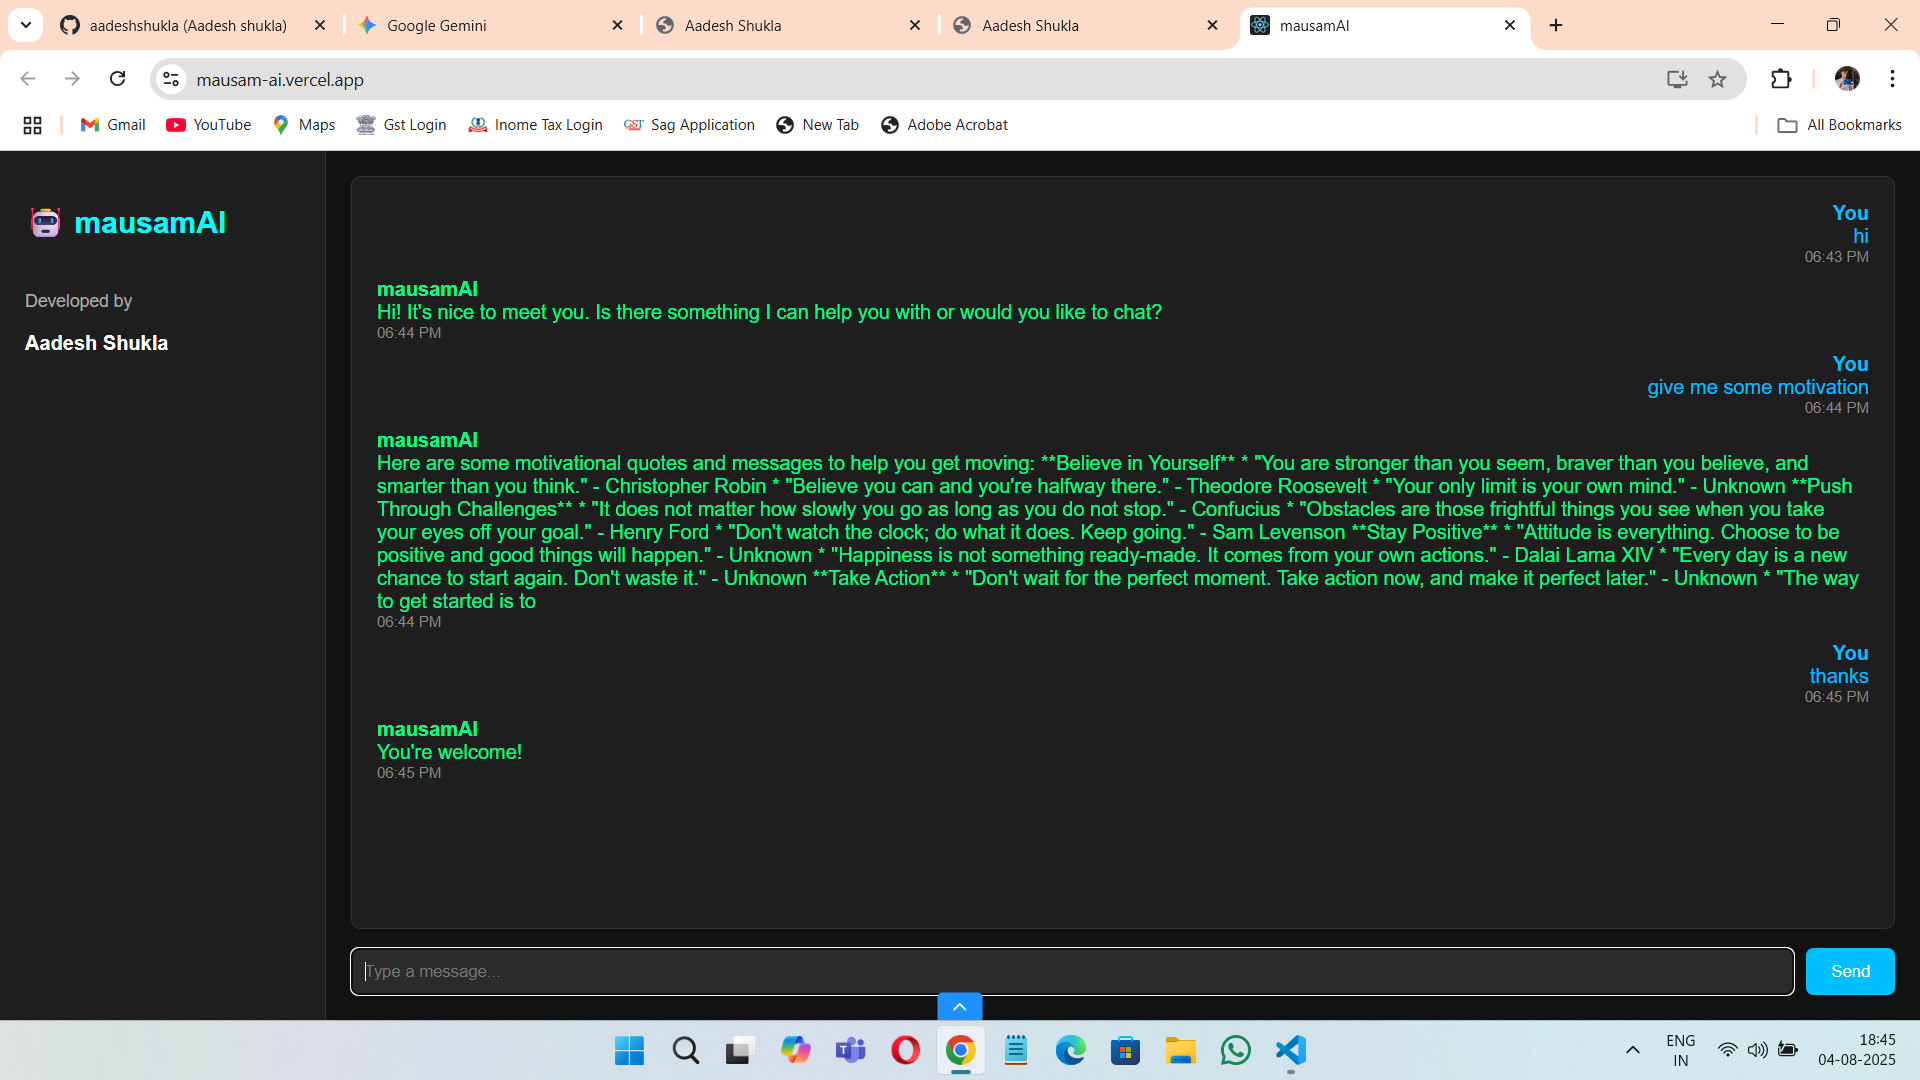 aadeshshukla (Aadesh shukla)
Google Gemini
Aadesh Shukla
Aadesh Shukla
mausamAI
mausam-ai.vercel.app
Gmail
YouTube
Maps
Gst Login
Inome Tax Login
GST
Sag Application
New Tab
Adobe Acrobat
All Bookmarks
mausamAI
Developed by
Aadesh Shukla
You
hi
06:43 PM
mausamAI
Hi! It's nice to meet you. Is there something I can help you with or would you like to chat?
06:44 PM
You
give me some motivation
06:44 PM
mausamAI
Here are some motivational quotes and messages to help you get moving: **Believe in Yourself** * "You are stronger than you seem, braver than you believe, and
smarter than you think." - Christopher Robin * "Believe you can and you're halfway there." - Theodore Roosevelt * "Your only limit is your own mind." - Unknown **Push
Through Challenges** * "It does not matter how slowly you go as long as you do not stop." - Confucius * "Obstacles are those frightful things you see when you take
your eyes off your goal." - Henry Ford * "Don't watch the clock; do what it does. Keep going." - Sam Levenson **Stay Positive** * "Attitude is everything. Choose to be
positive and good things will happen." - Unknown * "Happiness is not something ready-made. It comes from your own actions." - Dalai Lama XIV * "Every day is a new
chance to start again. Don't waste it." - Unknown **Take Action** * "Don't wait for the perfect moment. Take action now, and make it perfect later." - Unknown * "The way
to get started is to
06:44 PM
You
thanks
06:45 PM
mausamAI
You're welcome!
06:45 PM
Type a message...
Send
ENG
IN
18:45
04-08-2025